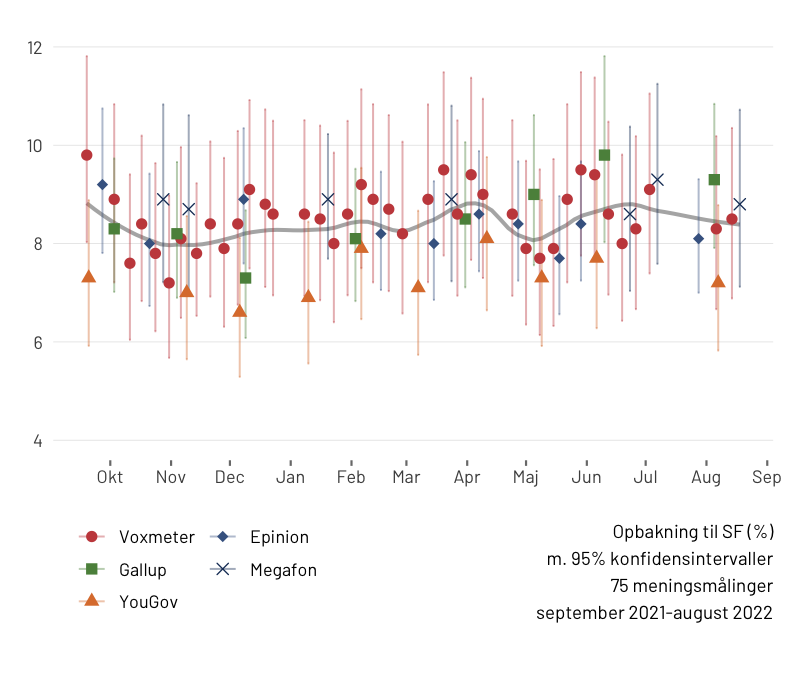 12
10
8
6
4
Okt Nov Dec Jan Feb Mar Apr Maj Jun Jul Aug Sep
Voxmeter Epinion
Gallup Megafon
YouGov
Opbakning til SF (%)
m. 95% konfidensintervaller
75 meningsmålinger
september 2021-august 2022